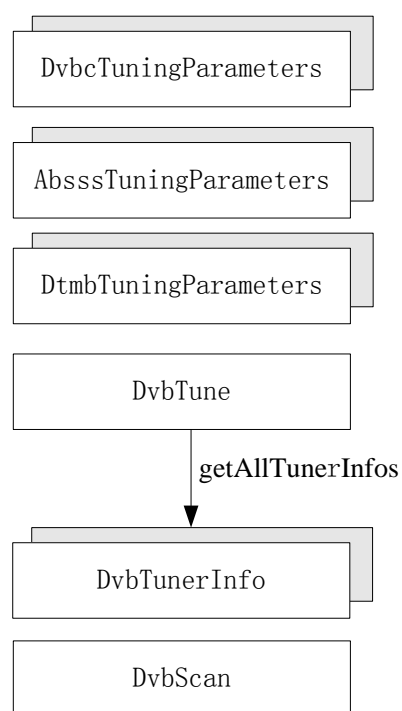 DvbcTuningParameters
AbsssTuningParameters
DtmbTuningParameters
DvbTune
getAllTunerInfos
DvbTunerInfo
DvbScan